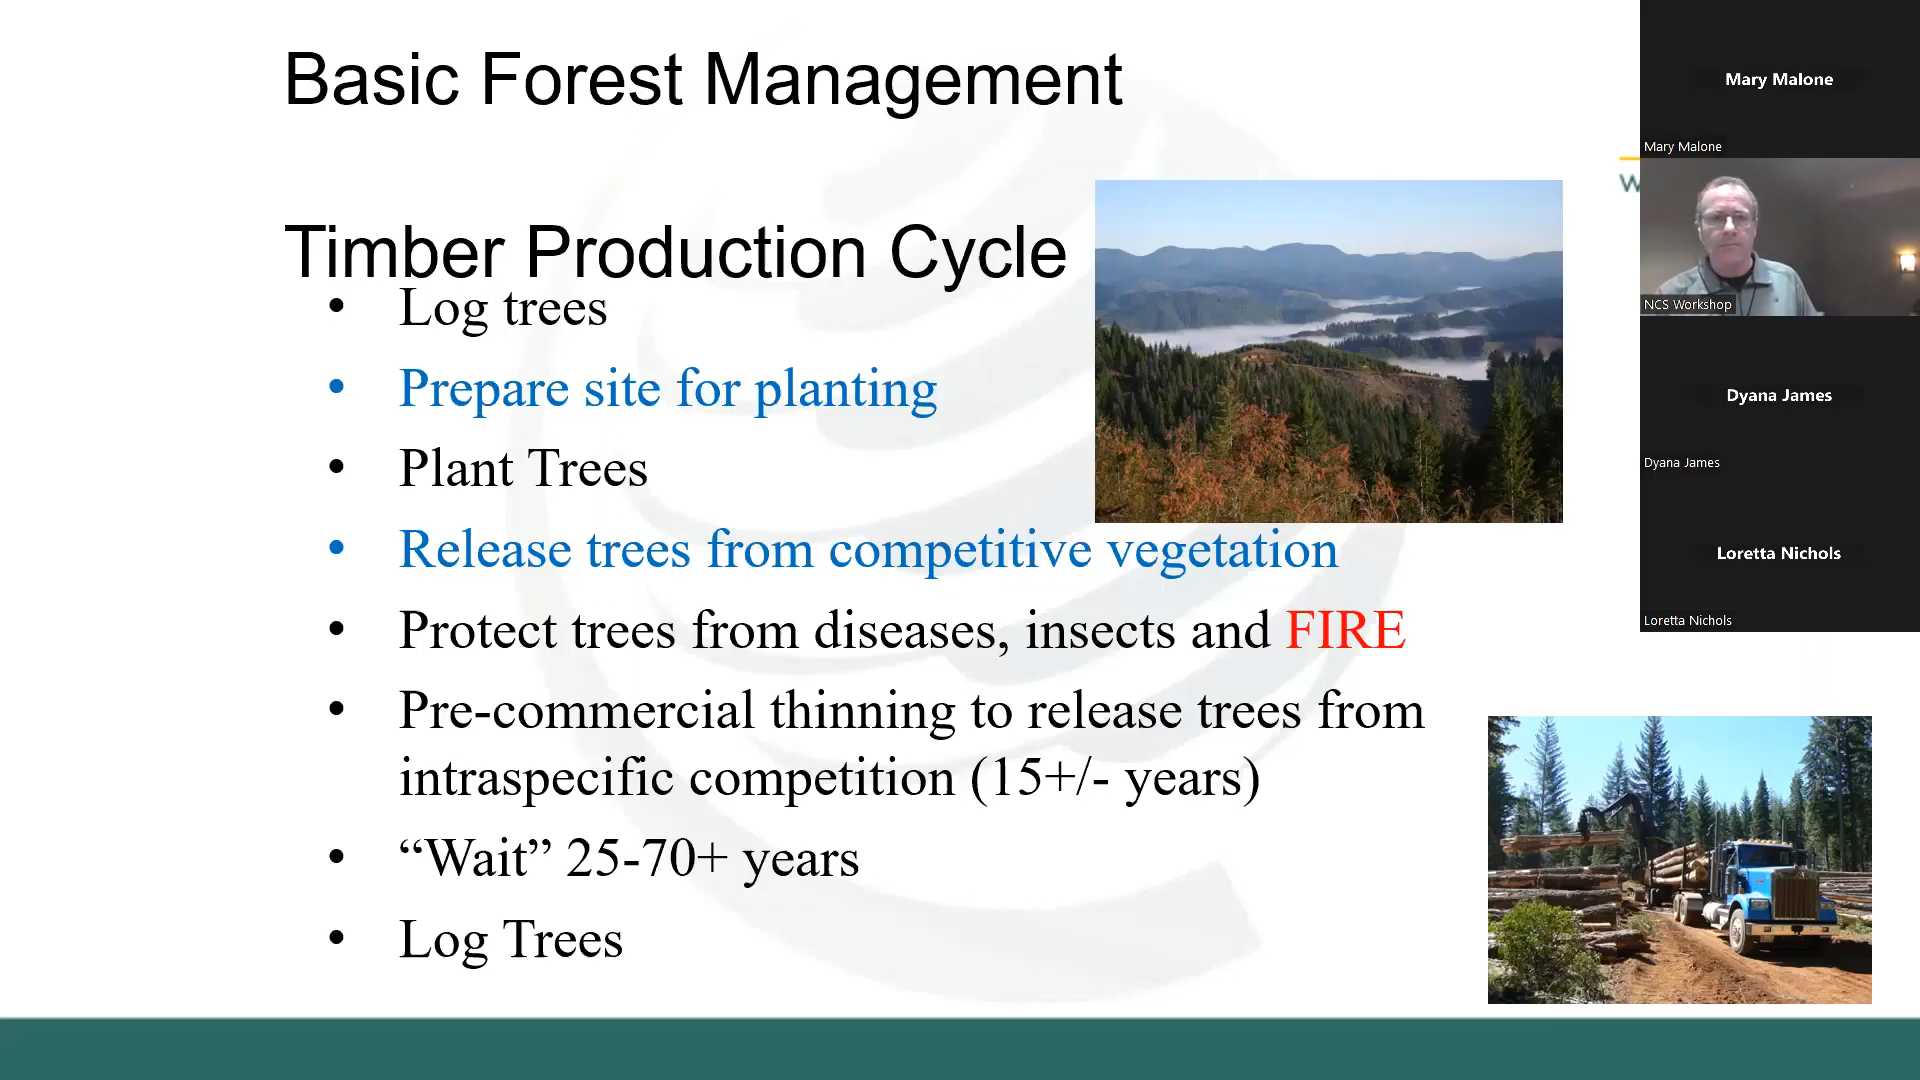 Basic Forest Management
Timber Production Cycle
• Log trees
• Prepare site for planting
• Plant Trees
• Release trees from competitive vegetation
• Protect trees from diseases, insects and FIRE
• Pre-commercial thinning to release trees from
intraspecific competition (15+/- years)
• “Wait” 25-70+ years
• Log Trees
Mary Malone
Mary Malone
NCS Workshop
Dyana James
Dyana James
Loretta Nichols
Loretta Nichols